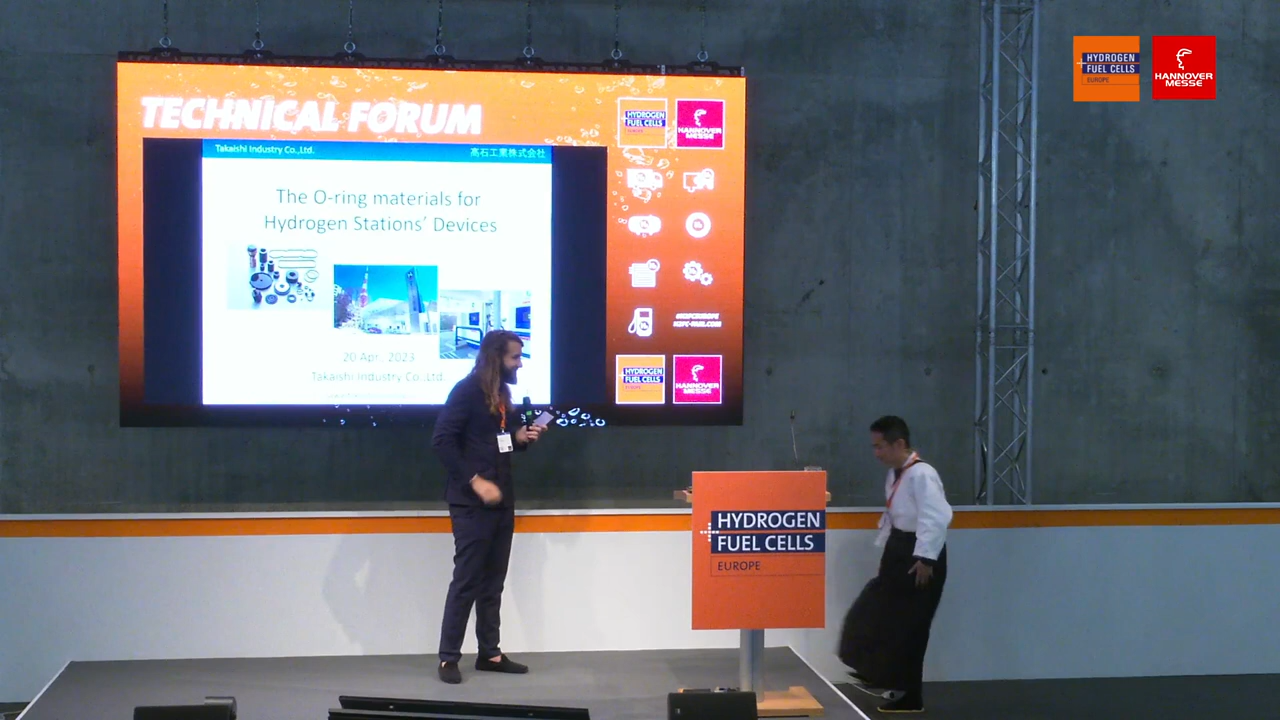 TECHNICAL FORUM
HYDROGEN
FUEL CELLS
EUROPE
HANNOVER
MESSE
Takaishi Industry Co.,Ltd.
高石工業株式会社
The O-ring materials for
Hydrogen Stations' Devices
20 Apr., 2023
Takaishi Industry Co.,Ltd.
HYDROGEN
FUEL CELLS
EUROPE
HANNOVER
MESSE
HYDROGEN
FUEL CELLS
EUROPE
HANNOVER
MESSE
HYDROGEN
FUEL CELLS
EUROPE